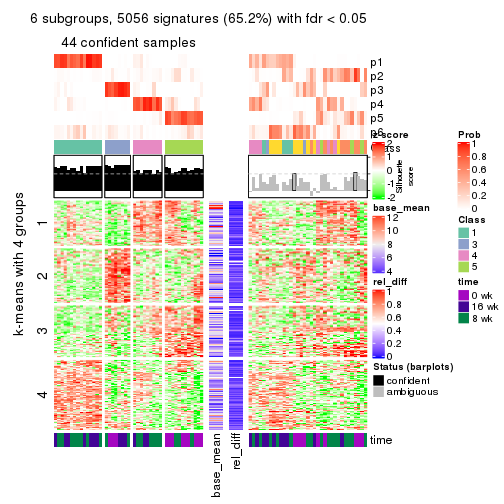 6 subgroups, 5056 signatures (65.2%) with fdr < 0.05
44 confident samples
p1
p2
p3
p4
p5
p6
Class
Silhouette
score
1
2
3
4
k-means with 4 groups
base_mean
rel_diff
time
z-score
2
-2
base_mean
12
10
8
6
4
rel_diff
1
0.8
0.6
0.4
0.2
0
Status (barplots)
confident
ambiguous
Prob
1
0.8
0.6
0.4
0.2
0
Class
1
3
4
5
time
0 wk
16 wk
8 wk